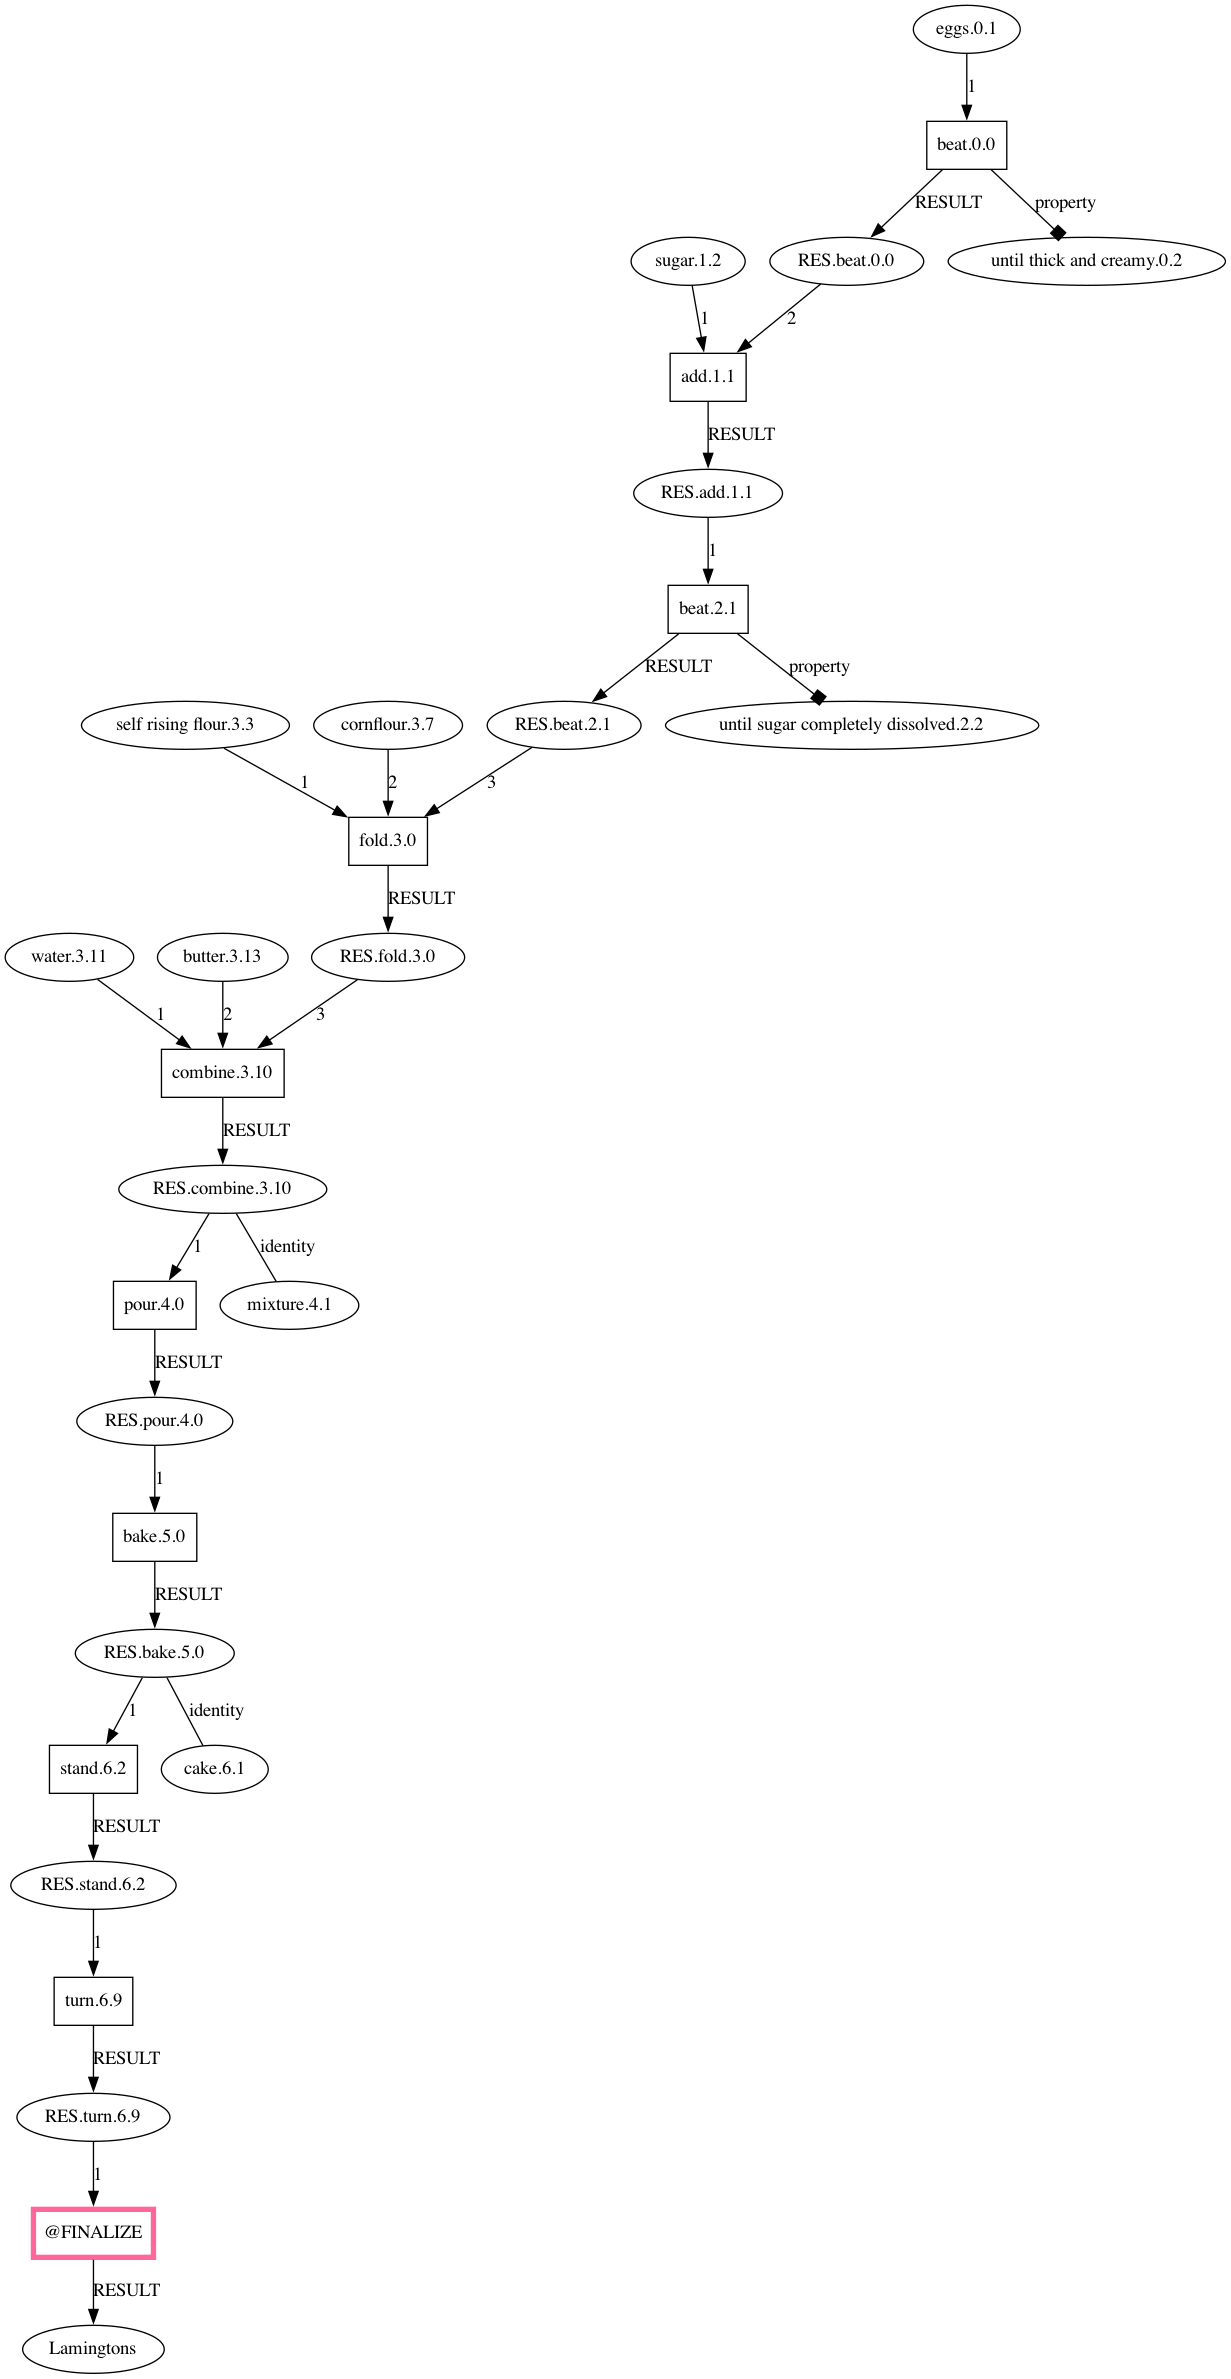 eggs.0.1
1
beat.0.0
RESULT
property
sugar.1.2
RES.beat.0.0
until thick and creamy.0.2
1
2
add.1.1
RESULT
RES.add.1.1
1
beat.2.1
RESULT
property
self rising flour.3.3
cornflour.3.7
RES.beat.2.1
until sugar completely dissolved.2.2
1
2
3
fold.3.0
RESULT
water.3.11
butter.3.13
RES.fold.3.0
1
2
3
combine.3.10
RESULT
RES.combine.3.10
1
identity
pour.4.0
mixture.4.1
RESULT
RES.pour.4.0
1
bake.5.0
RESULT
RES.bake.5.0
1
identity
stand.6.2
cake.6.1
RESULT
RES.stand.6.2
1
turn.6.9
RESULT
RES.turn.6.9
1
@FINALIZE
RESULT
Lamingtons